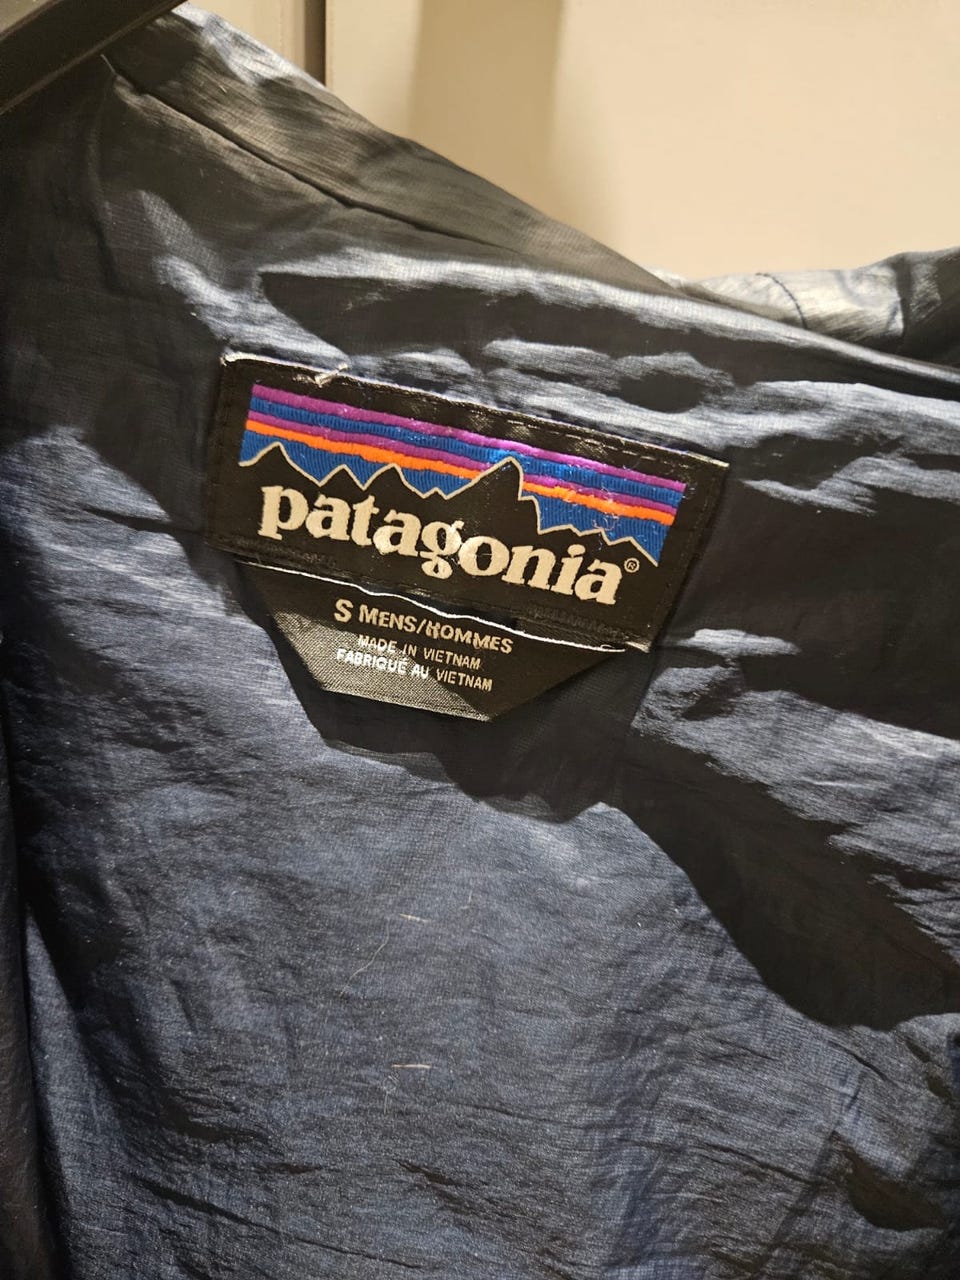 patagonia®
S MENS/HOMMES
MADE IN VIETNAM
FABRIQUÉ AU VIETNAM